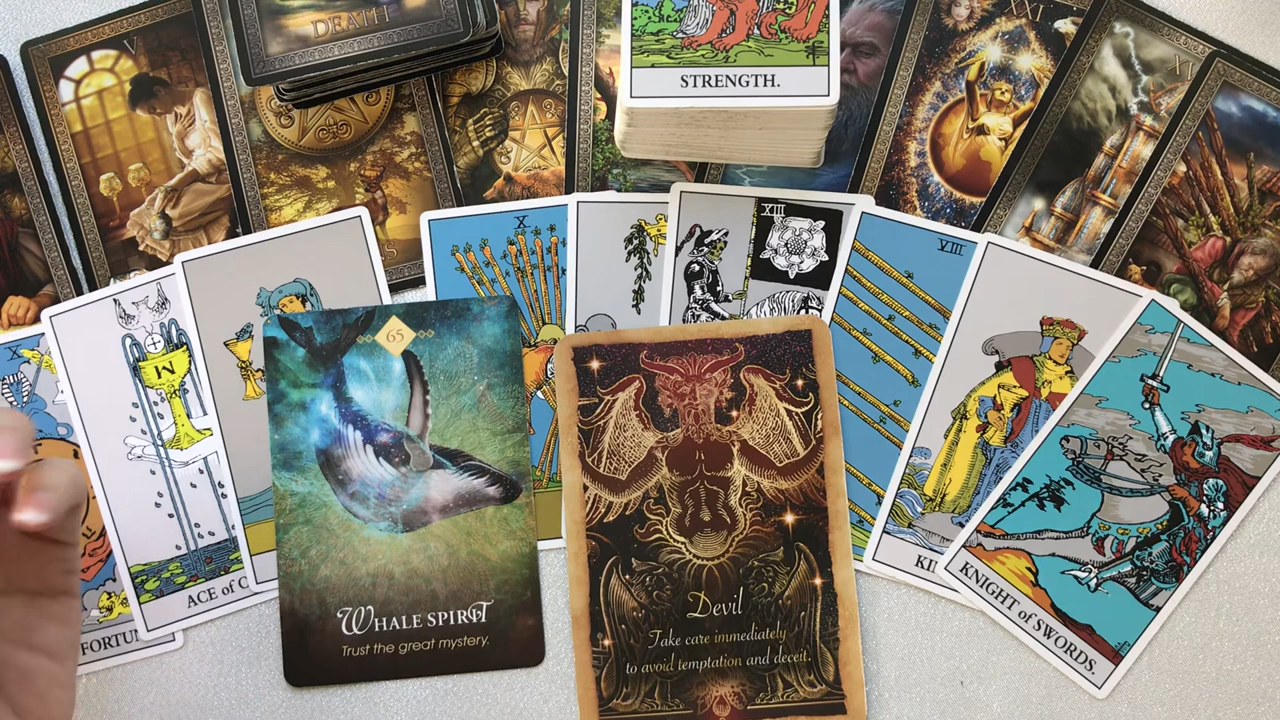 DEATH
V
XXI
STRENGTH.
X
XIII
VIII
X
ACE of C
FORTUN
65
WHALE SPIRIT
Trust the great mystery.
Devil
Take care immediately
to avoid temptation and deceit.
KI
KNIGHT of SWORDS.